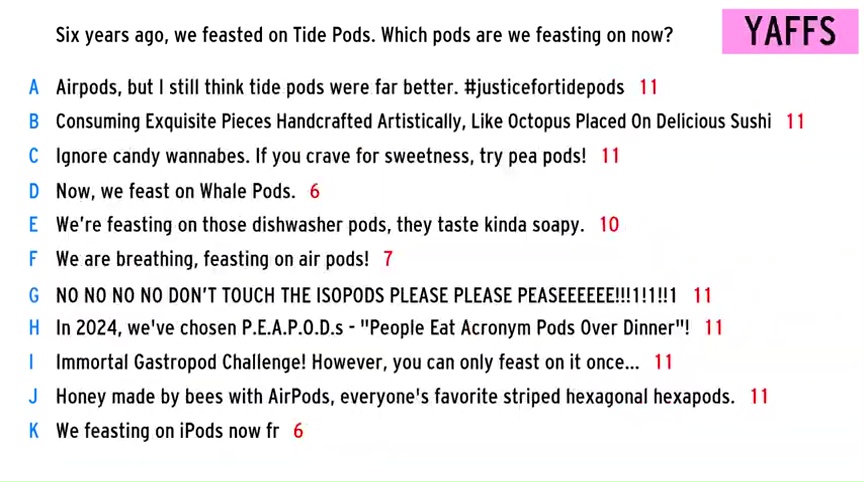 Six years ago, we feasted on Tide Pods. Which pods are we feasting on now?
YAFFS
A Airpods, but I still think tide pods were far better. #justicefortidepods 11
B Consuming Exquisite Pieces Handcrafted Artistically, Like Octopus Placed On Delicious Sushi 11
C Ignore candy wannabes. If you crave for sweetness, try pea pods! 11
D Now, we feast on Whale Pods. 6
E We're feasting on those dishwasher pods, they taste kinda soapy. 10
F We are breathing, feasting on air pods! 7
G NO NO NO NO DON'T TOUCH THE ISOPODS PLEASE PLEASE PEASEEEEEE!!!1!1!!1 11
H In 2024, we've chosen P.E.A.P.O.D.s - "People Eat Acronym Pods Over Dinner"! 11
I Immortal Gastropod Challenge! However, you can only feast on it once... 11
J Honey made by bees with AirPods, everyone's favorite striped hexagonal hexapods. 11
K We feasting on iPods now fr 6